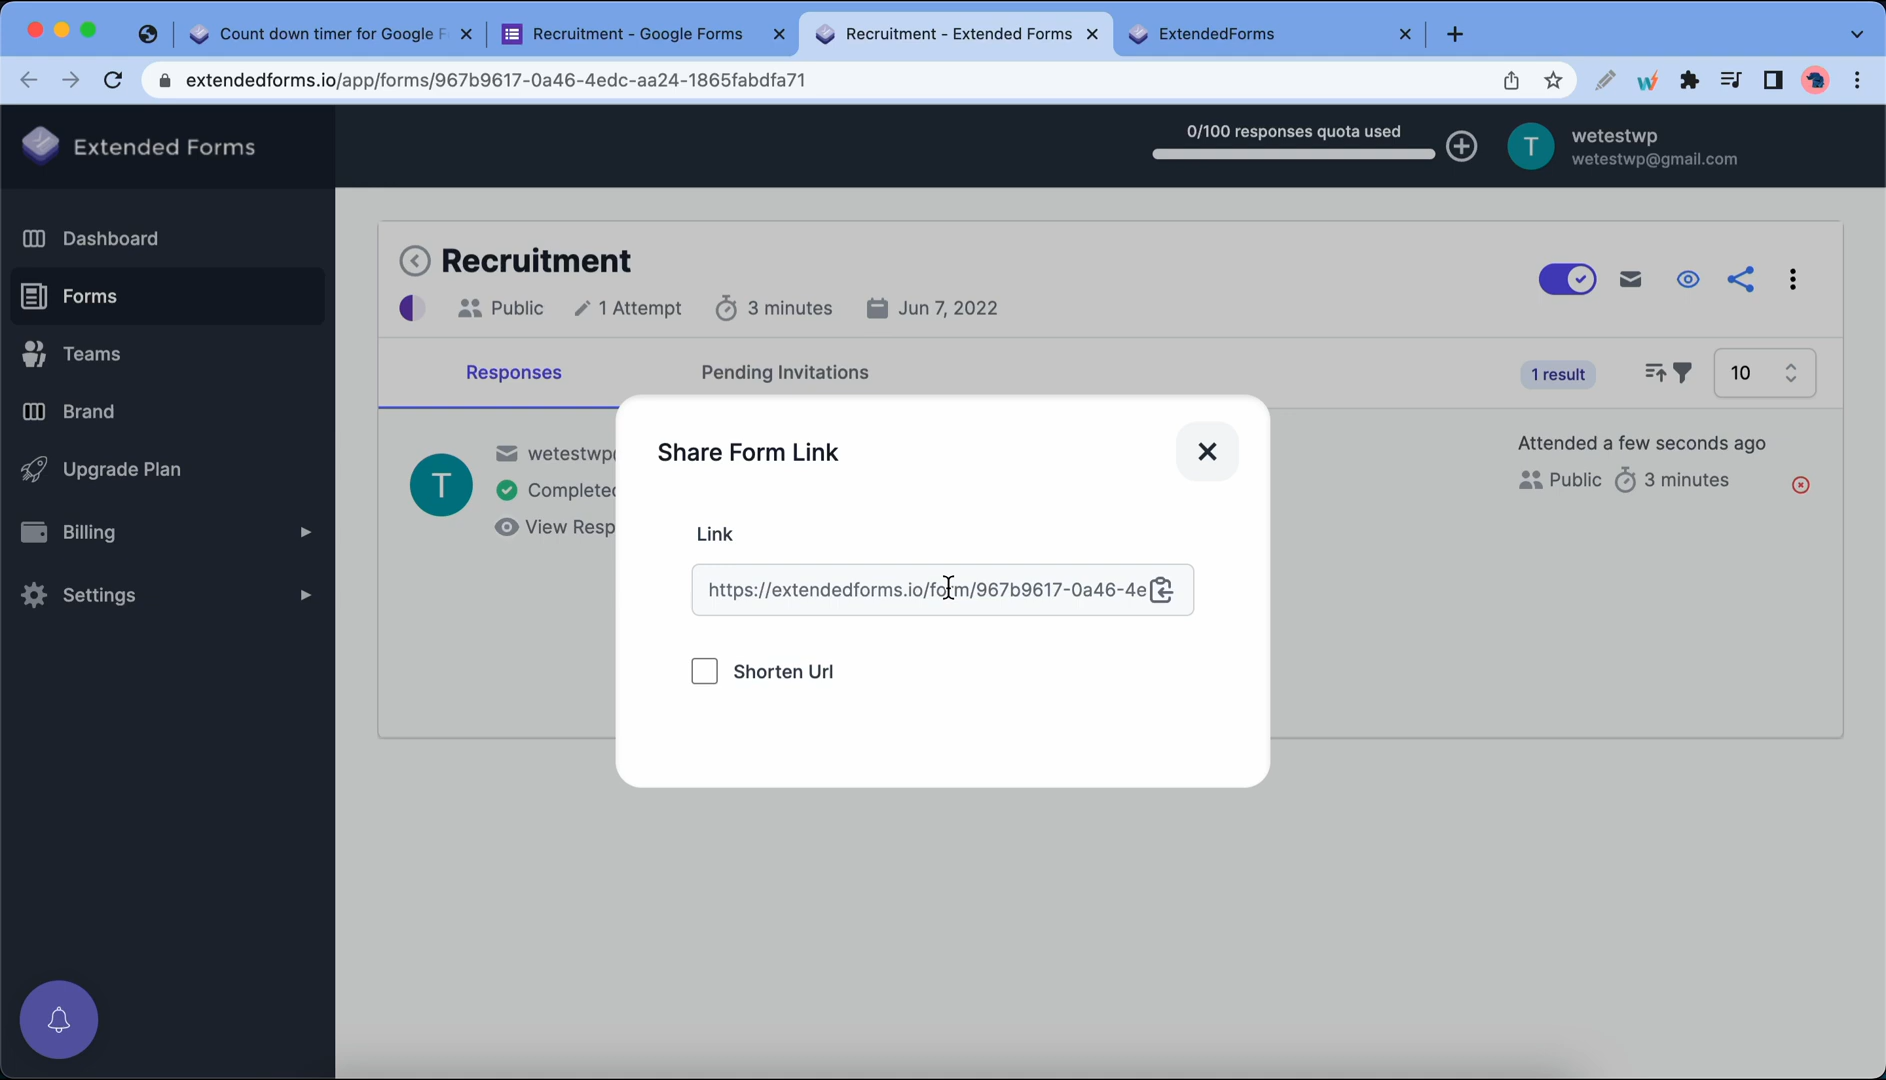 Count down timer for Google F
Recruitment - Google Forms
Recruitment - Extended Forms
ExtendedForms
extendedforms.io/app/forms/967b9617-0a46-4edc-aa24-1865fabdfa71
Extended Forms
0/100 responses quota used
T
wetestwp
wetestwp@gmail.com
Dashboard
Forms
Teams
Brand
Upgrade Plan
Billing
Settings
Recruitment
Public
1 Attempt
3 minutes
Jun 7, 2022
Responses
Pending Invitations
1 result
10
T
wetestwp
Completed
View Resp
Attended a few seconds ago
Public
3 minutes
Share Form Link
Link
https://extendedforms.io/form/967b9617-0a46-4e
Shorten Url